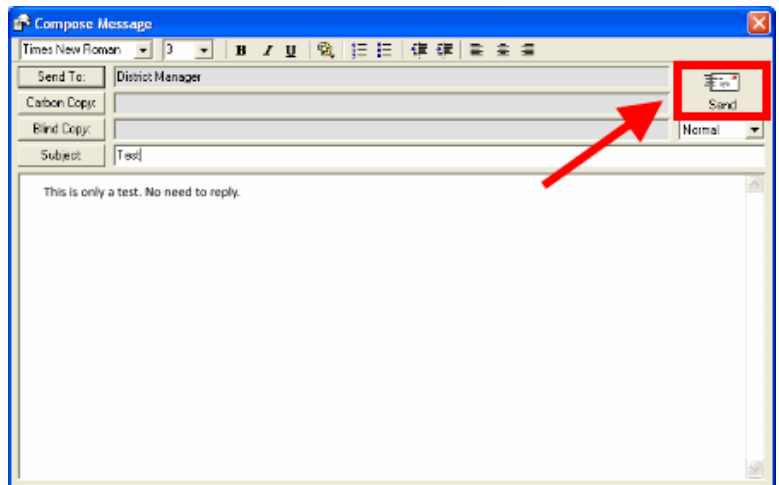 Compose Message
Times New Roman 3 B I U
Send To: District Manager
Carbon Copy:
Send
Blind Copy: Normal
Subject: Test
This is only a test. No need to reply.